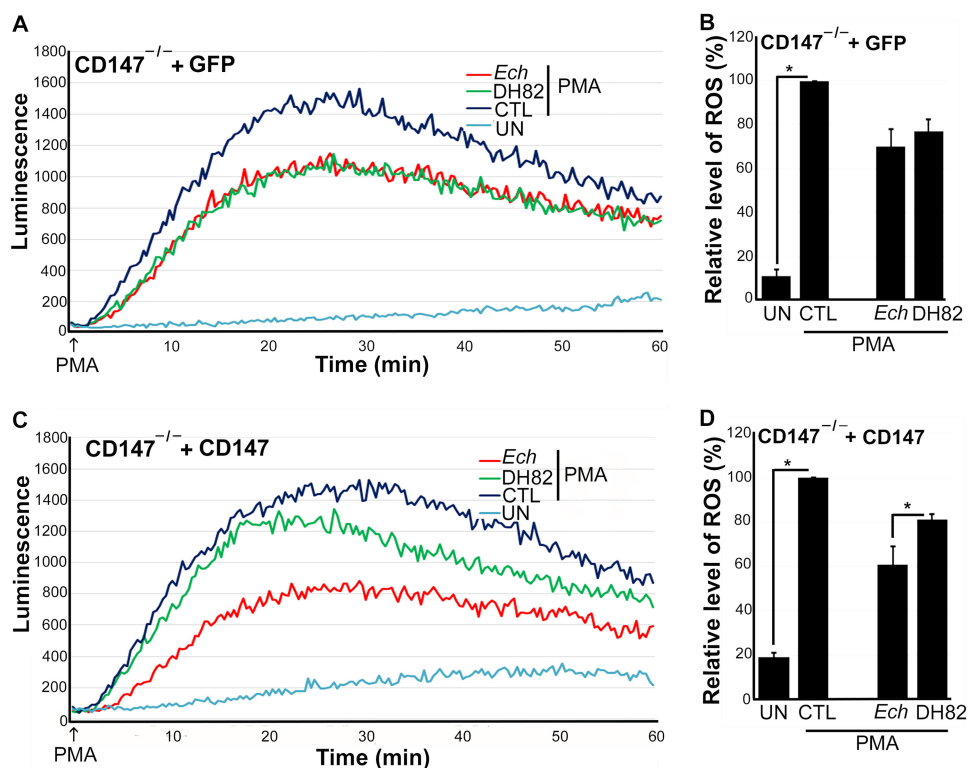 A
CD147−/− + GFP
Luminescence
1800
1600
1400
1200
1000
800
600
400
200
0
Ech
DH82
CTL
UN
PMA
10
20
30
40
50
60
↑
PMA
Time (min)
B
CD147−/− + GFP
Relative level of ROS (%)
120
100
80
60
40
20
0
*
UN CTL Ech DH82
PMA
C
CD147−/− + CD147
Luminescence
1800
1600
1400
1200
1000
800
600
400
200
0
Ech
DH82
CTL
UN
PMA
10
20
30
40
50
60
↑
PMA
Time (min)
D
CD147−/− + CD147
Relative level of ROS (%)
120
100
80
60
40
20
0
*
*
UN CTL Ech DH82
PMA